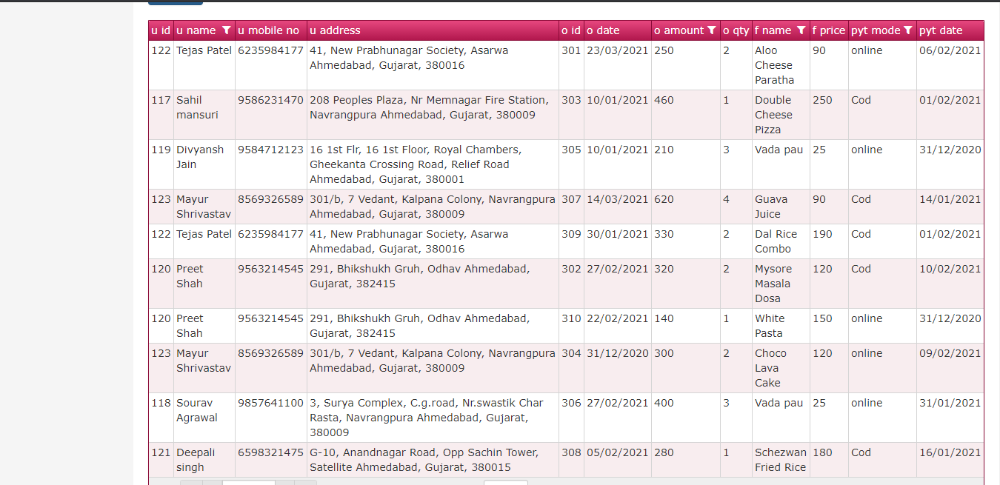 u id u name u mobile no u address o id o date o amount o qty f name f price pyt mode pyt date
122 Tejas Patel 6235984177 41, New Prabhunagar Society, Asarwa 301 23/03/2021 250 2 Aloo 90 online 06/02/2021
Ahmedabad, Gujarat, 380016 Cheese
Paratha
117 Sahil 9586231470 208 Peoples Plaza, Nr Memnagar Fire Station, 303 10/01/2021 460 1 Double 250 Cod 01/02/2021
mansuri Navrangpura Ahmedabad, Gujarat, 380009 Cheese
Pizza
119 Divyansh 9584712123 16 1st Flr, 16 1st Floor, Royal Chambers, 305 10/01/2021 210 3 Vada pau 25 online 31/12/2020
Jain Gheekanta Crossing Road, Relief Road
Ahmedabad, Gujarat, 380001
123 Mayur 8569326589 301/b, 7 Vedant, Kalpana Colony, Navrangpura 307 14/03/2021 620 4 Guava 90 Cod 14/01/2021
Shrivastav Ahmedabad, Gujarat, 380009 Juice
122 Tejas Patel 6235984177 41, New Prabhunagar Society, Asarwa 309 30/01/2021 330 2 Dal Rice 190 Cod 01/02/2021
Ahmedabad, Gujarat, 380016 Combo
120 Preet 9563214545 291, Bhikshukh Gruh, Odhav Ahmedabad, 302 27/02/2021 320 2 Mysore 120 Cod 10/02/2021
Shah Gujarat, 382415 Masala
Dosa
120 Preet 9563214545 291, Bhikshukh Gruh, Odhav Ahmedabad, 310 22/02/2021 140 1 White 150 online 31/12/2020
Shah Gujarat, 382415 Pasta
123 Mayur 8569326589 301/b, 7 Vedant, Kalpana Colony, Navrangpura 304 31/12/2020 300 2 Choco 120 online 09/02/2021
Shrivastav Ahmedabad, Gujarat, 380009 Lava
Cake
118 Sourav 9857641100 3, Surya Complex, C.g.road, Nr.swastik Char 306 27/02/2021 400 3 Vada pau 25 online 31/01/2021
Agrawal Rasta, Navrangpura Ahmedabad, Gujarat,
380009
121 Deepali 6598321475 G-10, Anandnagar Road, Opp Sachin Tower, 308 05/02/2021 280 1 Schezwan 180 Cod 16/01/2021
singh Satellite Ahmedabad, Gujarat, 380015 Fried Rice